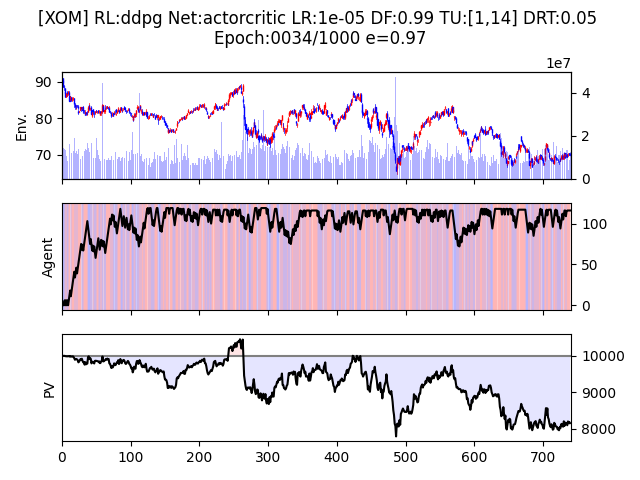 [XOM] RL:ddpg Net:actorcritic LR:1e-05 DF:0.99 TU:[1,14] DRT:0.05
Epoch:0034/1000 e=0.97
1e7
90
80
70
Env.
4
2
0
Agent
100
50
0
PV
10000
9000
8000
0 100 200 300 400 500 600 700